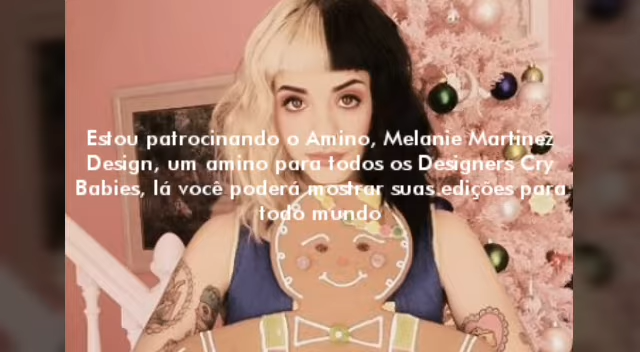 Estou patrocinando o Amino, Melanie Martinez
Design, um amino para todos os Designers Cry
Babies, lá você poderá mostrar suas edições para
todo mundo